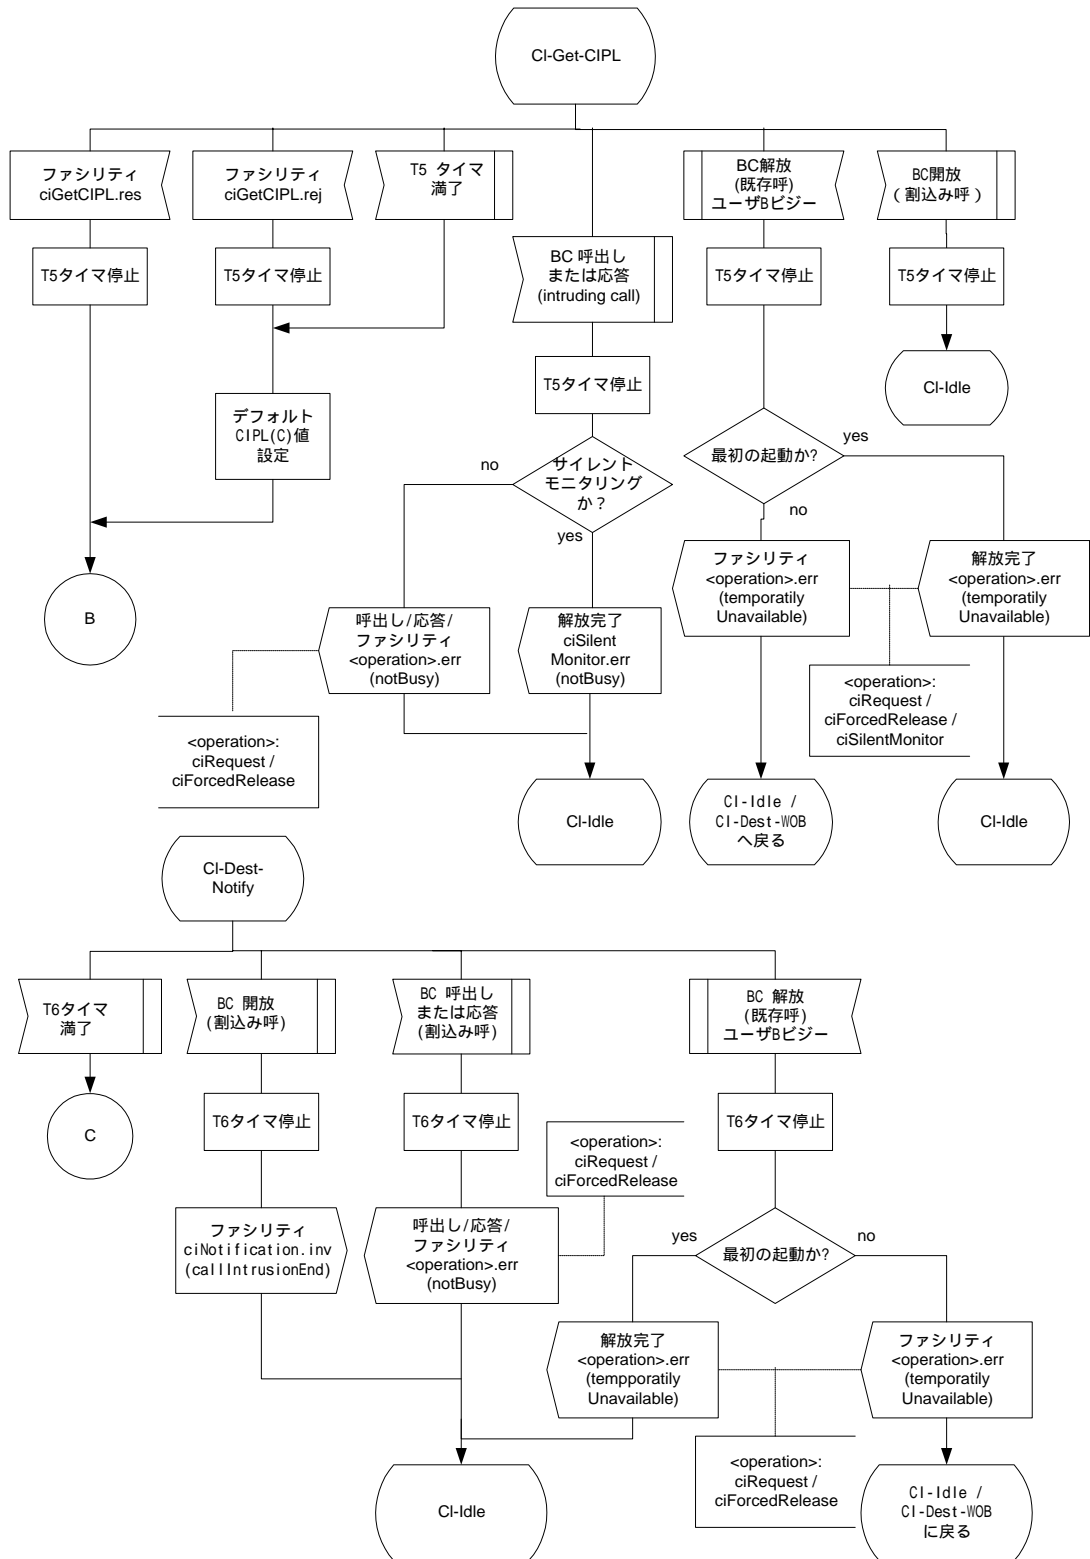 CI-Get-CIPL
ファシリティ
ciGetCIPL.res
ファシリティ
ciGetCIPL.rej
T5 タイマ
満了
BC解放
(既存呼)
ユーザBビジー
BC開放
(割込み呼)
T5タイマ停止
T5タイマ停止
BC 呼出し
または応答
(intruding call)
T5タイマ停止
T5タイマ停止
T5タイマ停止
CI-Idle
デフォルト
CIPL(C)値
設定
no
サイレント
モニタリング
か？
yes
最初の起動か?
yes
no
B
呼出し/応答/
ファシリティ
<operation>.err
(notBusy)
解放完了
ciSilent
Monitor.err
(notBusy)
ファシリティ
<operation>.err
(temporatily
Unavailable)
解放完了
<operation>.err
(temporatily
Unavailable)
<operation>:
ciRequest /
ciForcedRelease
<operation>:
ciRequest /
ciForcedRelease /
ciSilentMonitor
CI-Idle
CI-Idle /
CI-Dest-WOB
へ戻る
CI-Idle
CI-Dest-
Notify
T6タイマ
満了
BC 開放
(割込み呼)
BC 呼出し
または応答
(割込み呼)
BC 解放
(既存呼)
ユーザBビジー
C
T6タイマ停止
T6タイマ停止
<operation>:
ciRequest /
ciForcedRelease
T6タイマ停止
ファシリティ
ciNotification.inv
(callIntrusionEnd)
呼出し/応答/
ファシリティ
<operation>.err
(notBusy)
yes
最初の起動か?
no
解放完了
<operation>.err
(tempporatily
Unavailable)
ファシリティ
<operation>.err
(temporatily
Unavailable)
CI-Idle
<operation>:
ciRequest /
ciForcedRelease
CI-Idle /
CI-Dest-WOB
に戻る